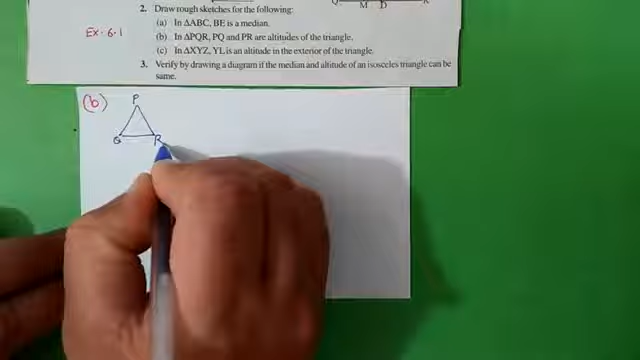 Q M D R
2. Draw rough sketches for the following:
Ex. 6.1
(a) In ΔABC, BE is a median.
(b) In ΔPQR, PQ and PR are altitudes of the triangle.
(c) In ΔXYZ, YL is an altitude in the exterior of the triangle.
3. Verify by drawing a diagram if the median and altitude of an isosceles triangle can be
same.
(b)
P
Q R